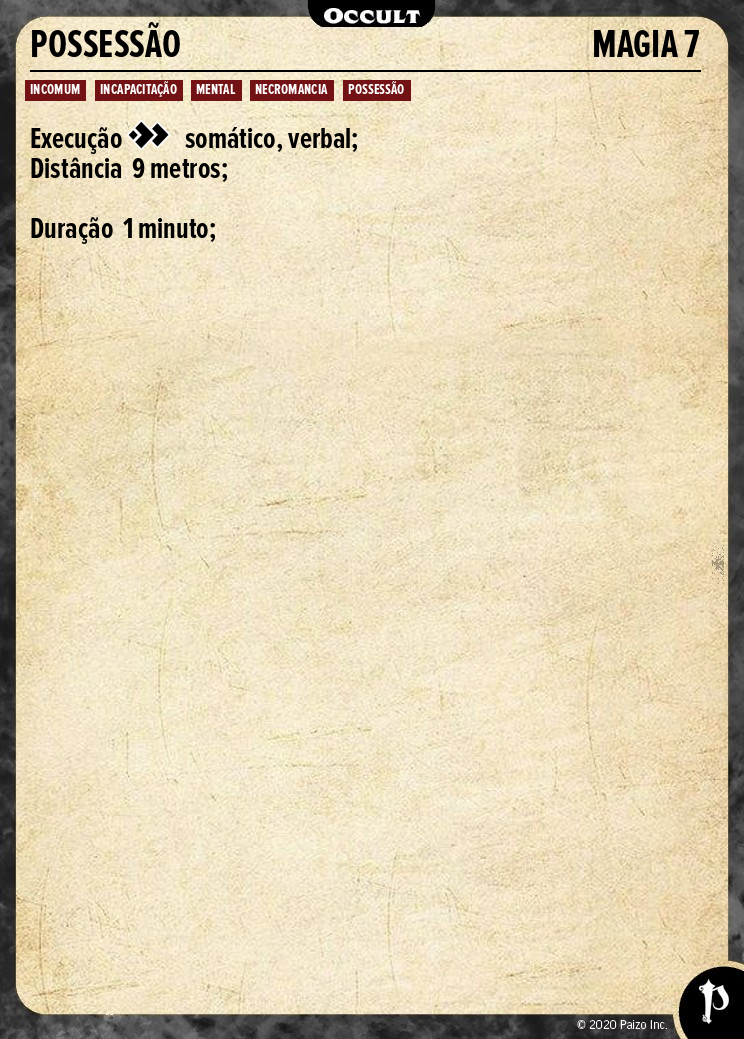 OCCULT
POSSESSÃO MAGIA 7
INCOMUM INCAPACITAÇÃO MENTAL NECROMANCIA POSSESSÃO
Execução somático, verbal;
Distância 9 metros;
Duração 1 minuto;
© 2020 Paizo Inc.
P